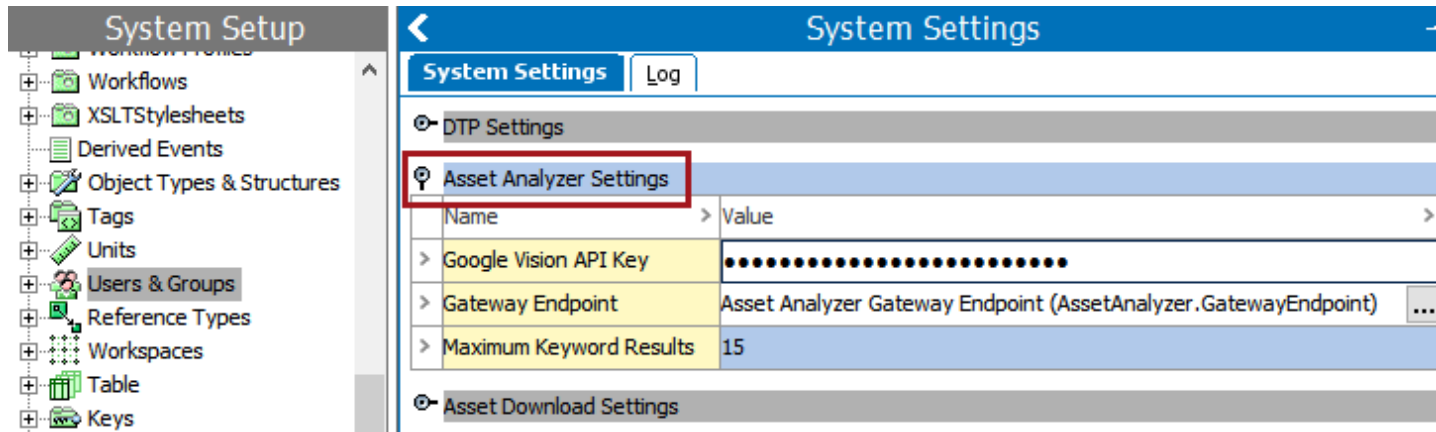 System Setup
Workflow Profiles
Workflows
XSLTStylesheets
Derived Events
Object Types & Structures
Tags
Units
Users & Groups
Reference Types
Workspaces
Table
Keys
System Settings
System Settings
Log
DTP Settings
Asset Analyzer Settings
Name > Value >
> Google Vision API Key ●●●●●●●●●●●●●●●●●●●●●●●●●●
> Gateway Endpoint Asset Analyzer Gateway Endpoint (AssetAnalyzer.GatewayEndpoint) ...
> Maximum Keyword Results 15
Asset Download Settings